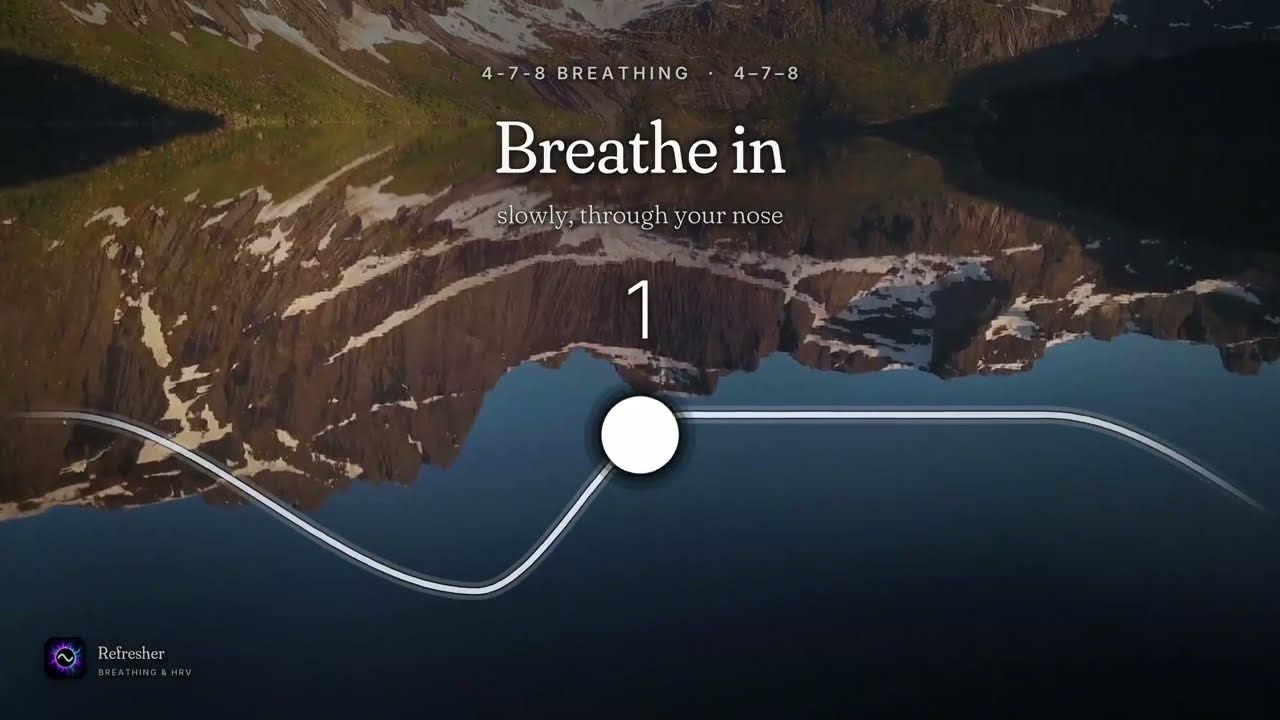 4-7-8 BREATHING · 4–7–8
Breathe in
slowly, through your nose
1
Refresher
BREATHING & HRV